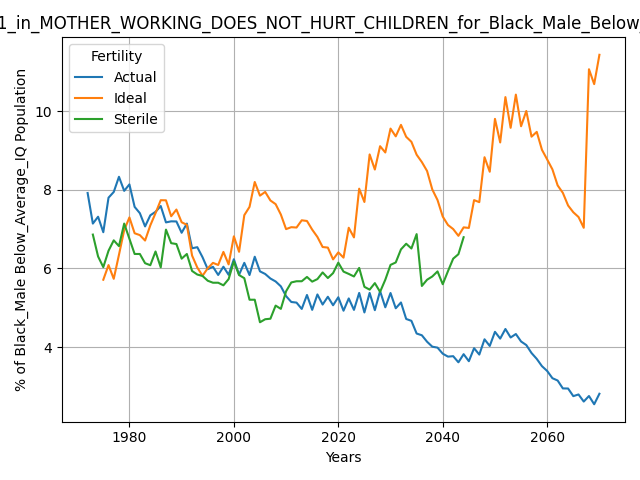 1_in_MOTHER_WORKING_DOES_NOT_HURT_CHILDREN_for_Black_Male_Below_
Fertility
Actual
Ideal
Sterile
% of Black_Male Below_Average_IQ Population
10
8
6
4
1980 2000 2020 2040 2060
Years